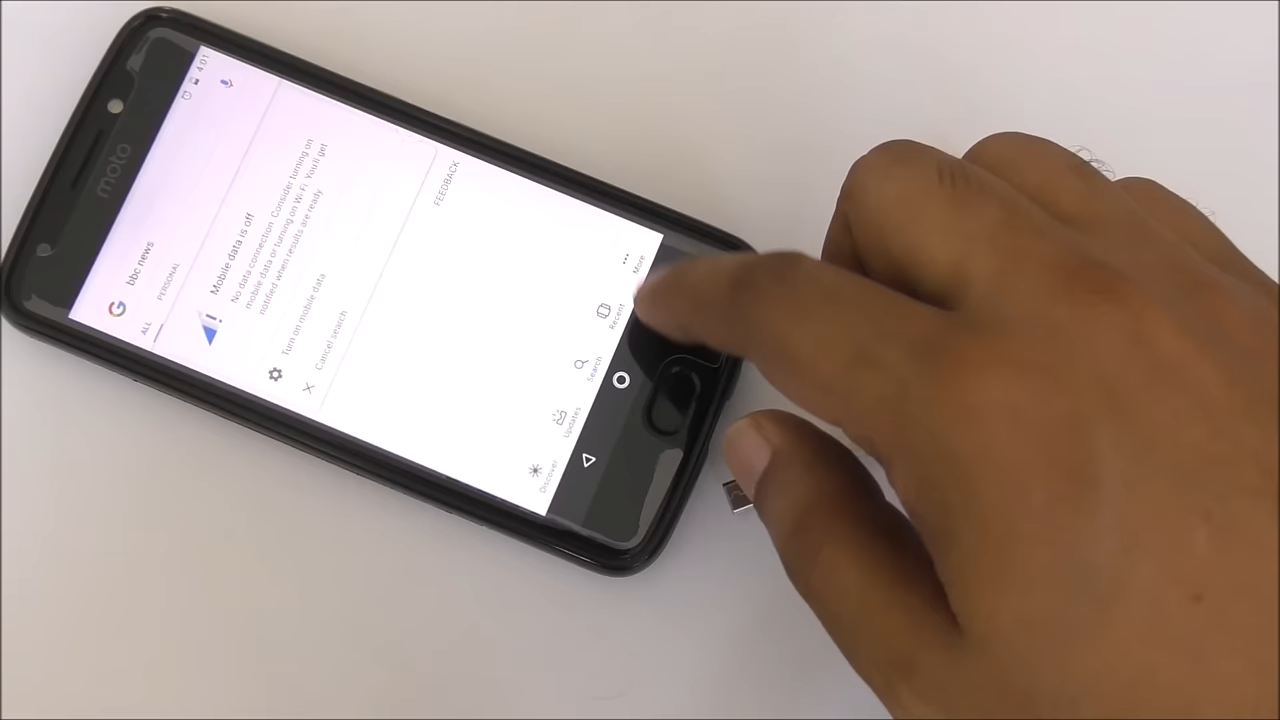 moto
4:01
bbc news
ALL
PERSONAL
Mobile data is off
No data connection. Consider turning on
mobile data or turning on Wi Fi. You'll get
notified when results are ready
Turn on mobile data
Cancel search
FEEDBACK
Discover
Updates
Search
Recent
More